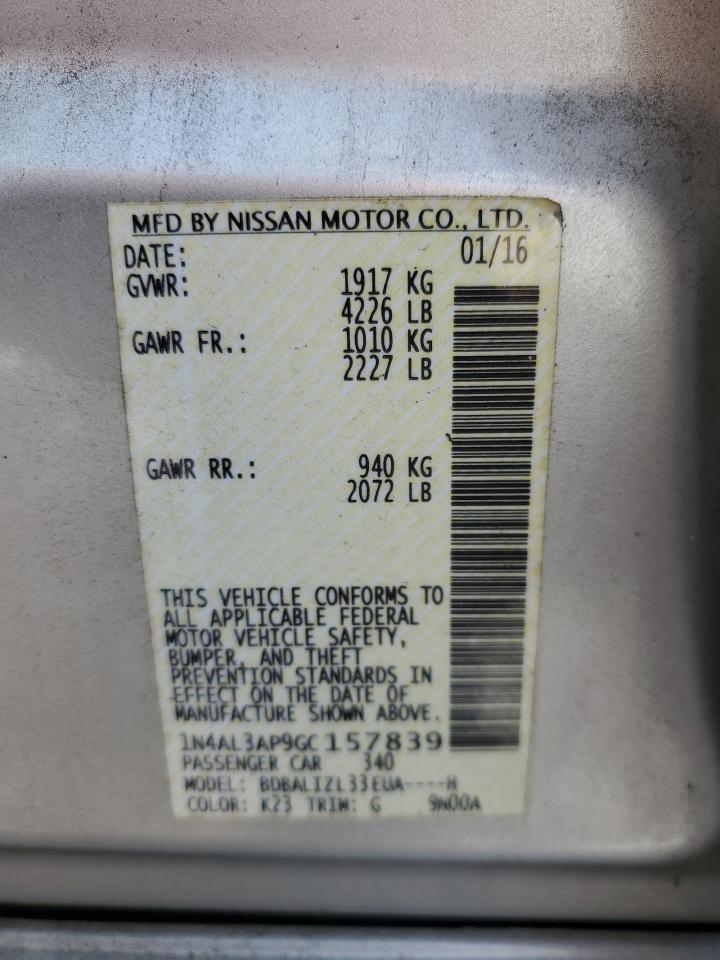 MFD BY NISSAN MOTOR CO., LTD.
DATE: 01/16
GVWR: 1917 KG
4226 LB
GAWR FR.: 1010 KG
2227 LB
GAWR RR.: 940 KG
2072 LB
THIS VEHICLE CONFORMS TO
ALL APPLICABLE FEDERAL
MOTOR VEHICLE SAFETY,
BUMPER, AND THEFT
PREVENTION STANDARDS IN
EFFECT ON THE DATE OF
MANUFACTURE SHOWN ABOVE.
1N4AL3AP9GC157839
PASSENGER CAR 340
MODEL: BDBALIZL33EUA----H
COLOR: K23 TRIM: G 9N00A